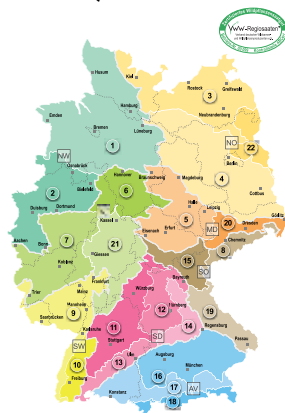 VWW-Regiosaaten
Husum
Kiel
Rostock
Greifswald
3
Hamburg
Neubrandenburg
Emden
Bremen
Lüneburg
1
NO
22
Berlin
NW
Osnabrück
Hannover
Braunschweig
Magdeburg
4
2
Bielefeld
6
Cottbus
Duisburg
Dortmund
Halle
Leipzig
Görlitz
Kassel
5
20
Dresden
7
Eisenach
Erfurt
MD
Aachen
Bonn
21
Chemnitz
8
Koblenz
Giessen
15
SO
Frankfurt
Bayreuth
Trier
Mainz
Würzburg
9
Mannheim
12
Nürnberg
19
Saarbrücken
11
14
Regensburg
Karlsruhe
SD
SW
Stuttgart
Passau
13
Ulm
Augsburg
10
München
16
Freiburg
17
AV
Konstanz
18